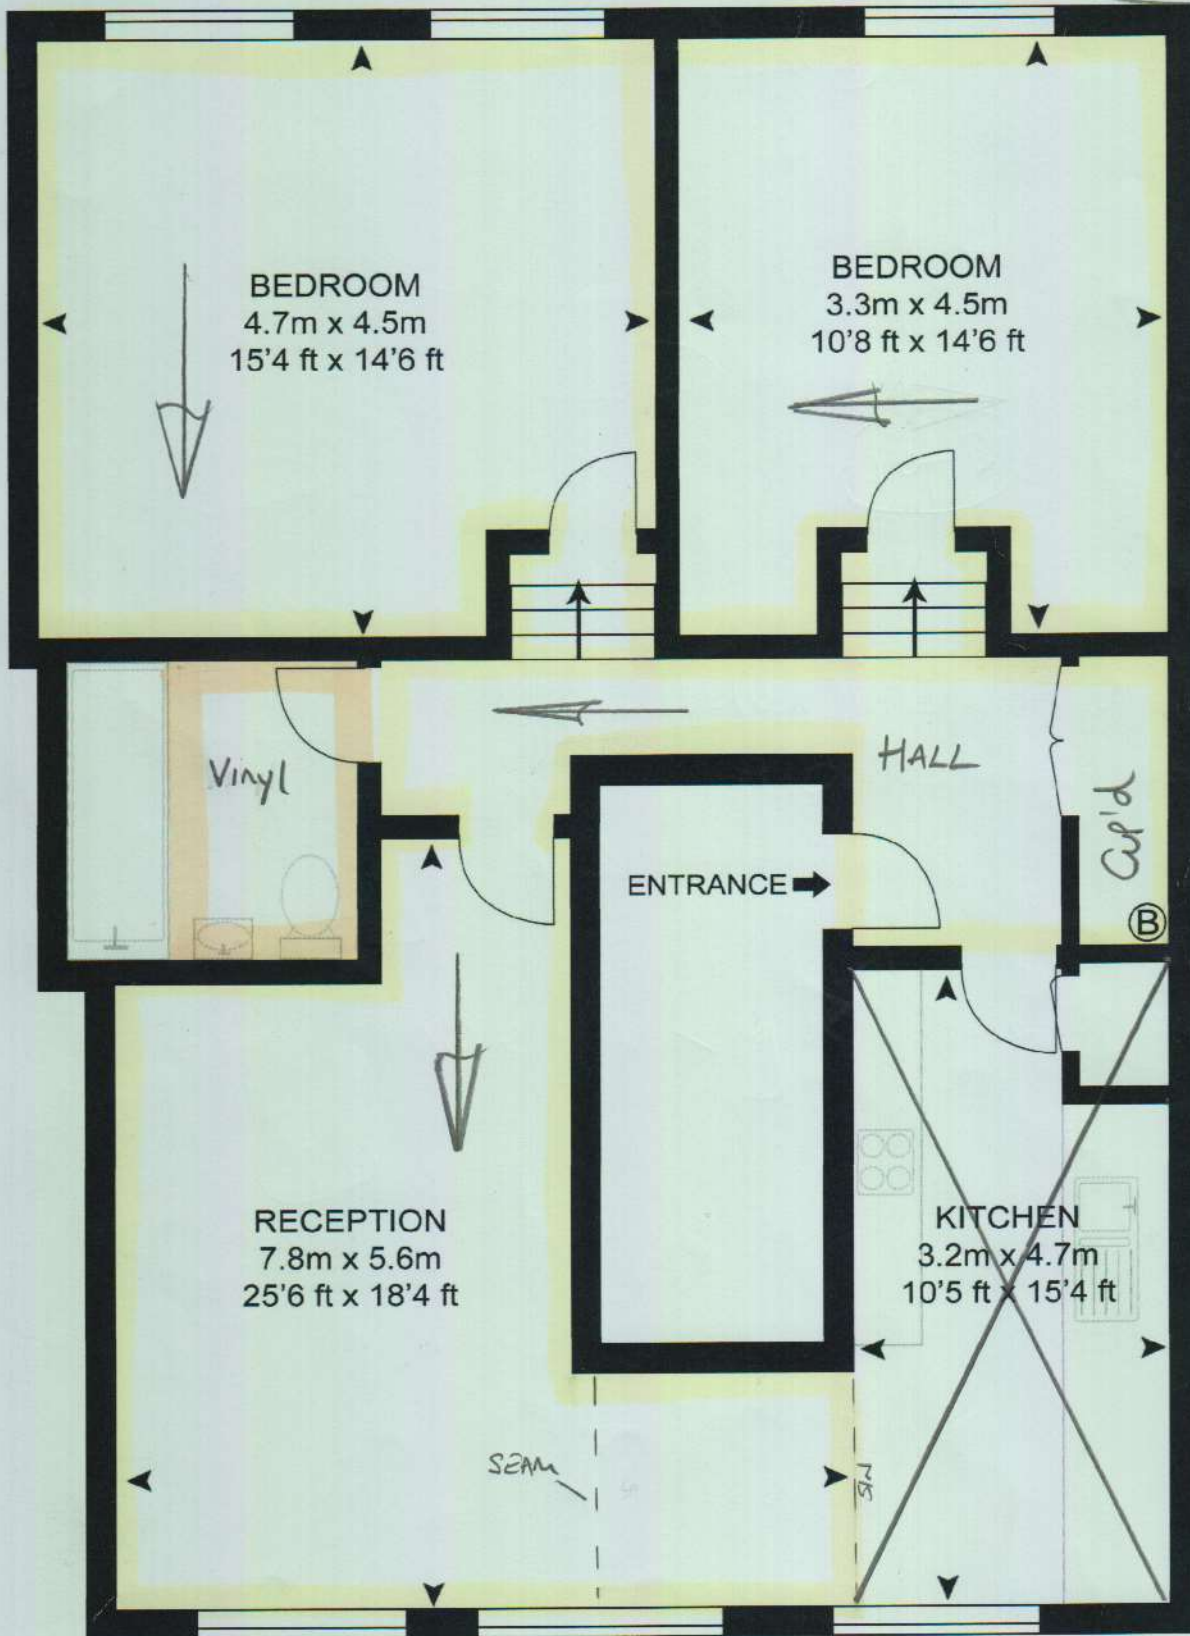 BEDROOM
4.7m x 4.5m
15'4 ft x 14'6 ft
BEDROOM
3.3m x 4.5m
10'8 ft x 14'6 ft
Vinyl
HALL
Cup'd
ENTRANCE
B
RECEPTION
7.8m x 5.6m
25'6 ft x 18'4 ft
KITCHEN
3.2m x 4.7m
10'5 ft x 15'4 ft
SEAM